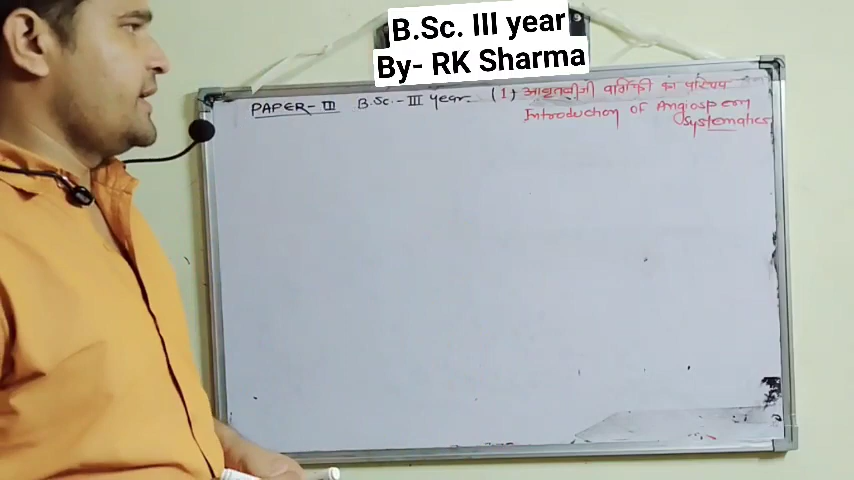 B.Sc. III year
By- RK Sharma
PAPER-III B.Sc.-III year. (1) आवृतबीजी वर्गिकी का परिचय
Introduction of Angiosperm
Systematics